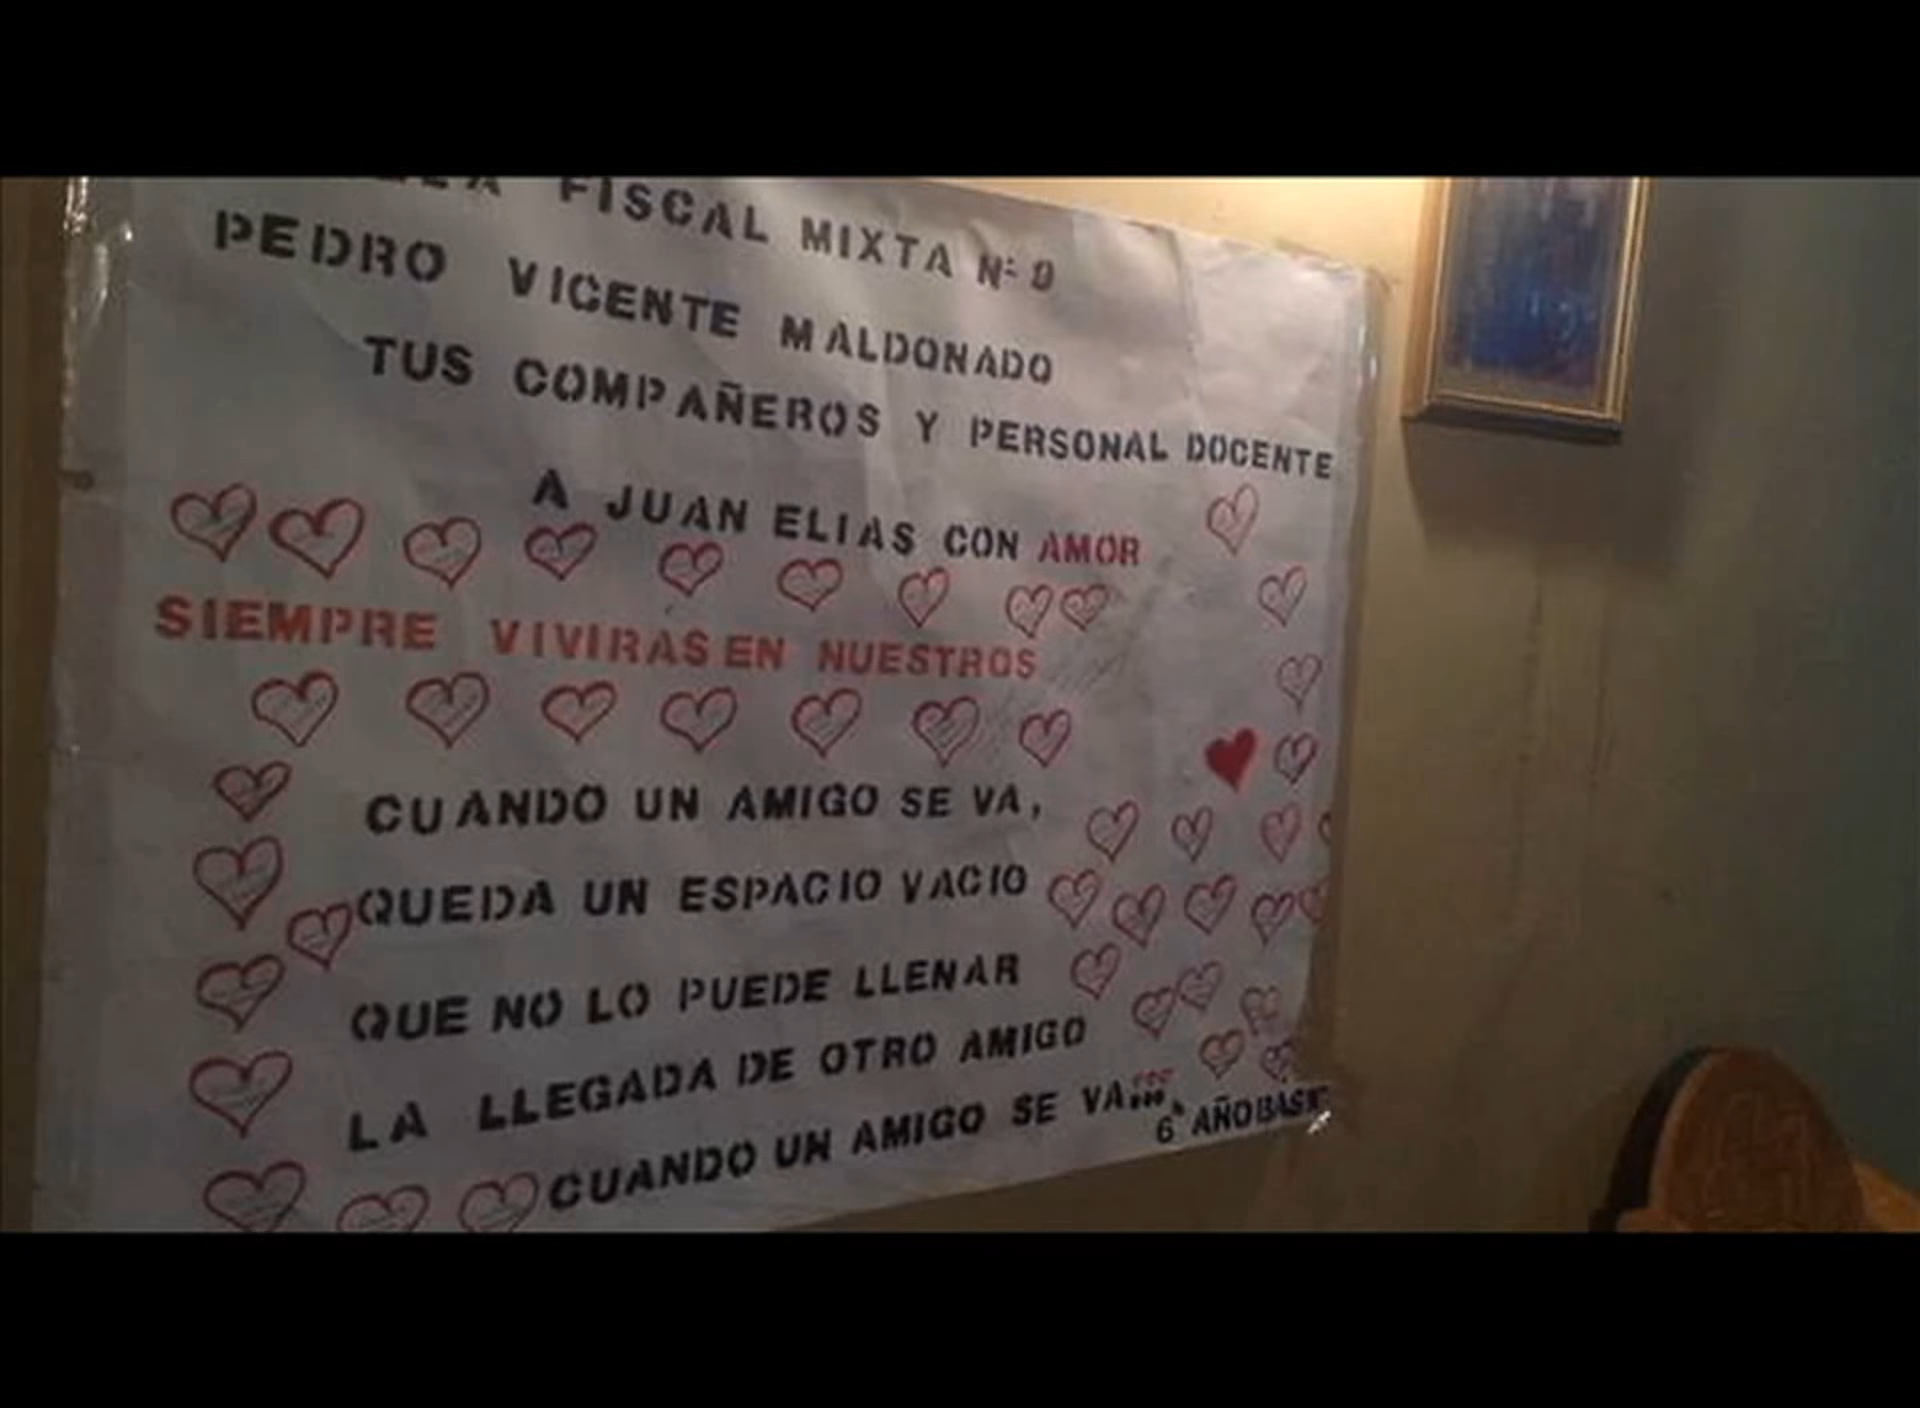 FISCAL MIXTA Nº 9
PEDRO VICENTE MALDONADO
TUS COMPAÑEROS Y PERSONAL DOCENTE
A JUAN ELIAS CON AMOR
SIEMPRE VIVIRAS EN NUESTROS
CUANDO UN AMIGO SE VA,
QUEDA UN ESPACIO VACIO
QUE NO LO PUEDE LLENAR
LA LLEGADA DE OTRO AMIGO
CUANDO UN AMIGO SE VA...
6 AÑO